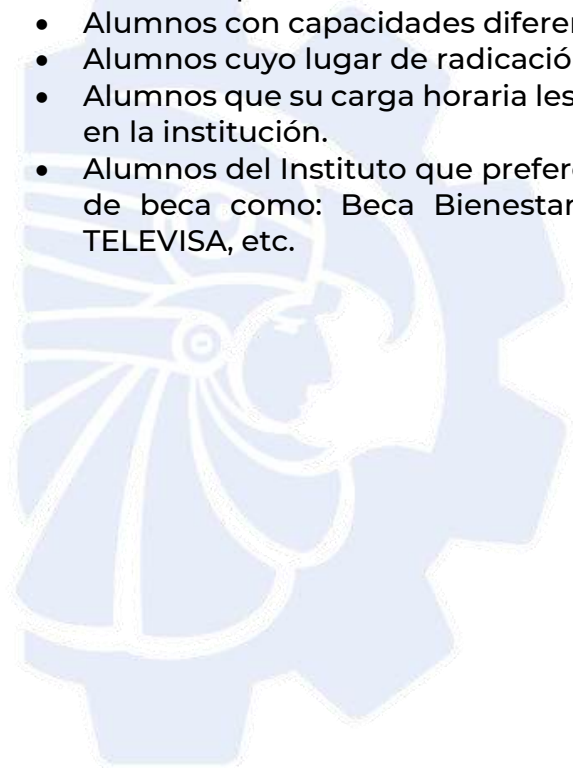 • Alumnos con capacidades diferen
• Alumnos cuyo lugar de radicació
• Alumnos que su carga horaria les
en la institución.
• Alumnos del Instituto que prefer
de beca como: Beca Bienestar
TELEVISA, etc.